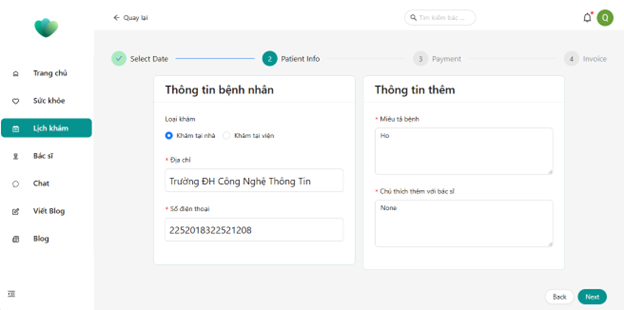 Quay lại
Tìm kiếm bác...
Q
Select Date
2 Patient Info
3 Payment
4 Invoice
Trang chủ
Sức khỏe
Lịch khám
Bác sĩ
Chat
Viết Blog
Blog
Thông tin bệnh nhân
Loại khám
Khám tại nhà Khám tại viện
* Địa chỉ
Trường ĐH Công Nghệ Thông Tin
* Số điện thoại
2252018322521208
Thông tin thêm
* Miêu tả bệnh
Ho
* Chú thích thêm với bác sĩ
None
Back Next